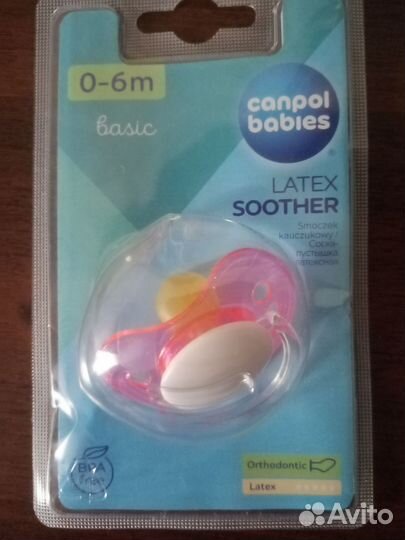 0-6m
basic
canpol
babies
LATEX
SOOTHER
Smoczek
kauczukowy /
Соска-
пустышка
латексная
BPA
free
Orthodontic
Latex
Avito